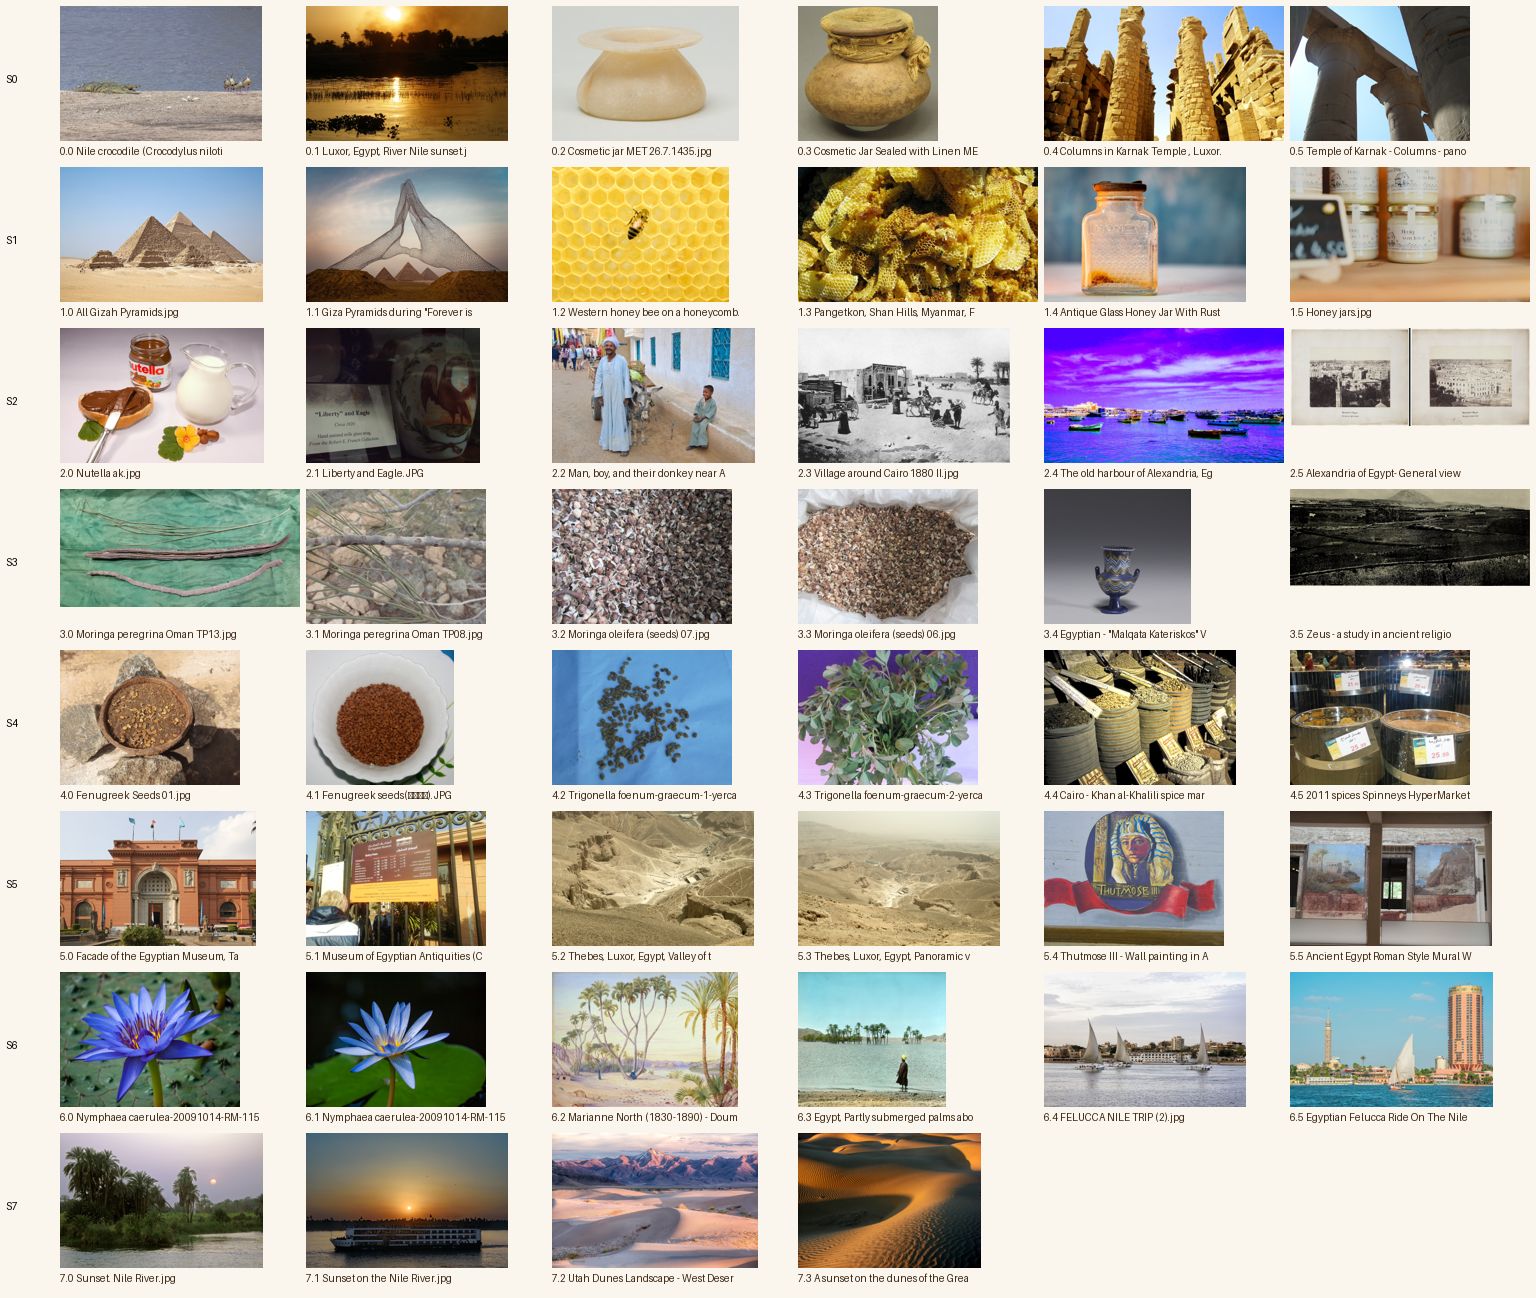 S0
0.0 Nile crocodile (Crocodylus niloti
0.1 Luxor, Egypt, River Nile sunset.j
0.2 Cosmetic jar MET 26.7.1435.jpg
0.3 Cosmetic Jar Sealed with Linen ME
0.4 Columns in Karnak Temple , Luxor.
0.5 Temple of Karnak - Columns - pano
S1
1.0 All Gizah Pyramids.jpg
1.1 Giza Pyramids during "Forever is
1.2 Western honey bee on a honeycomb.
1.3 Pangetkon, Shan Hills, Myanmar, F
1.4 Antique Glass Honey Jar With Rust
1.5 Honey jars.jpg
S2
nutella
"Liberty" and Eagle
2.0 Nutella ak.jpg
2.1 Liberty and Eagle.JPG
2.2 Man, boy, and their donkey near A
2.3 Village around Cairo 1880 II.jpg
2.4 The old harbour of Alexandria, Eg
2.5 Alexandria of Egypt- General view
S3
3.0 Moringa peregrina Oman TP13.jpg
3.1 Moringa peregrina Oman TP08.jpg
3.2 Moringa oleifera (seeds) 07.jpg
3.3 Moringa oleifera (seeds) 06.jpg
3.4 Egyptian - "Malqata Kateriskos" V
3.5 Zeus - a study in ancient religio
S4
4.0 Fenugreek Seeds 01.jpg
4.1 Fenugreek seeds(▯▯▯▯).JPG
4.2 Trigonella foenum-graecum-1-yerca
4.3 Trigonella foenum-graecum-2-yerca
4.4 Cairo - Khan al-Khalili spice mar
4.5 2011 spices Spinneys HyperMarket
S5
THUTMOSE III
5.0 Facade of the Egyptian Museum, Ta
5.1 Museum of Egyptian Antiquities (C
5.2 Thebes, Luxor, Egypt, Valley of t
5.3 Thebes, Luxor, Egypt, Panoramic v
5.4 Thutmose III - Wall painting in A
5.5 Ancient Egypt Roman Style Mural W
S6
6.0 Nymphaea caerulea-20091014-RM-115
6.1 Nymphaea caerulea-20091014-RM-115
6.2 Marianne North (1830-1890) - Doum
6.3 Egypt, Partly submerged palms abo
6.4 FELUCCA NILE TRIP (2).jpg
6.5 Egyptian Felucca Ride On The Nile
S7
7.0 Sunset. Nile River.jpg
7.1 Sunset on the Nile River.jpg
7.2 Utah Dunes Landscape - West Deser
7.3 A sunset on the dunes of the Grea